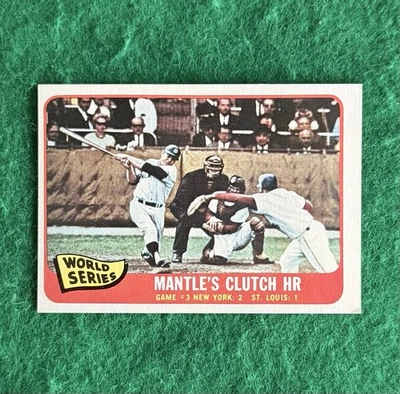 WORLD
SERIES
MANTLE'S CLUTCH HR
GAME #3 NEW YORK: 2 ST. LOUIS: 1